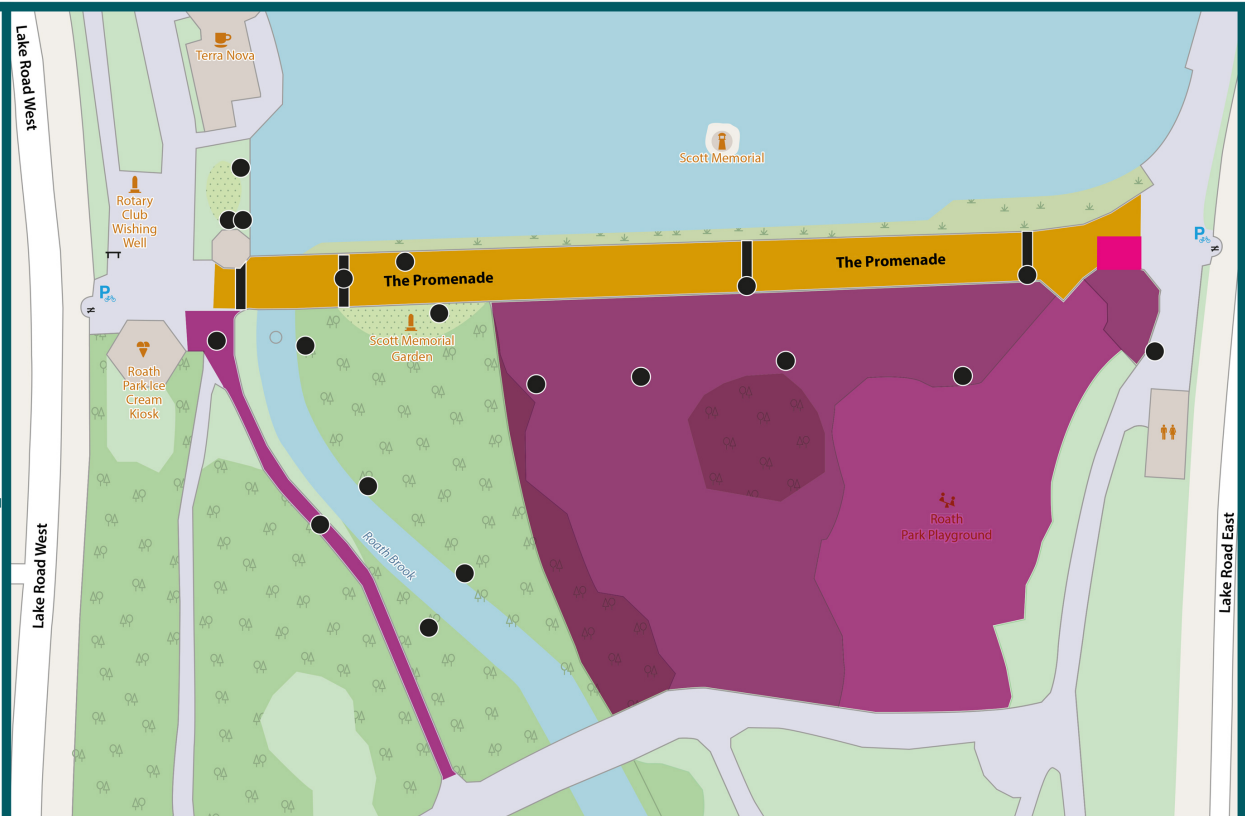 Lake Road West
Terra Nova
Scott Memorial
Rotary
Club
Wishing
Well
P
P
The Promenade
The Promenade
Scott Memorial
Garden
Roath
Park Ice
Cream
Kiosk
Roath
Park Playground
Roath Brook
Lake Road West
Lake Road East